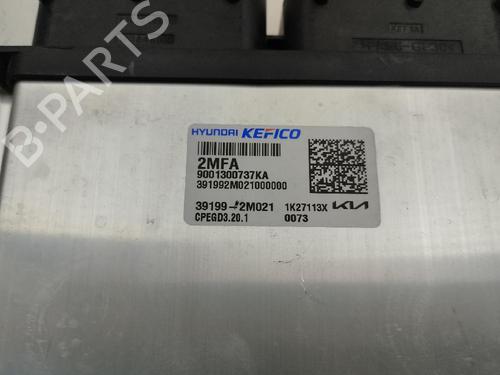 HYUNDAI KEFICO
2MFA
9001300737KA
391992M021000000
39199-2M021 1K27113X KIA
CPEGD3.20.1 0073
B-PARTS